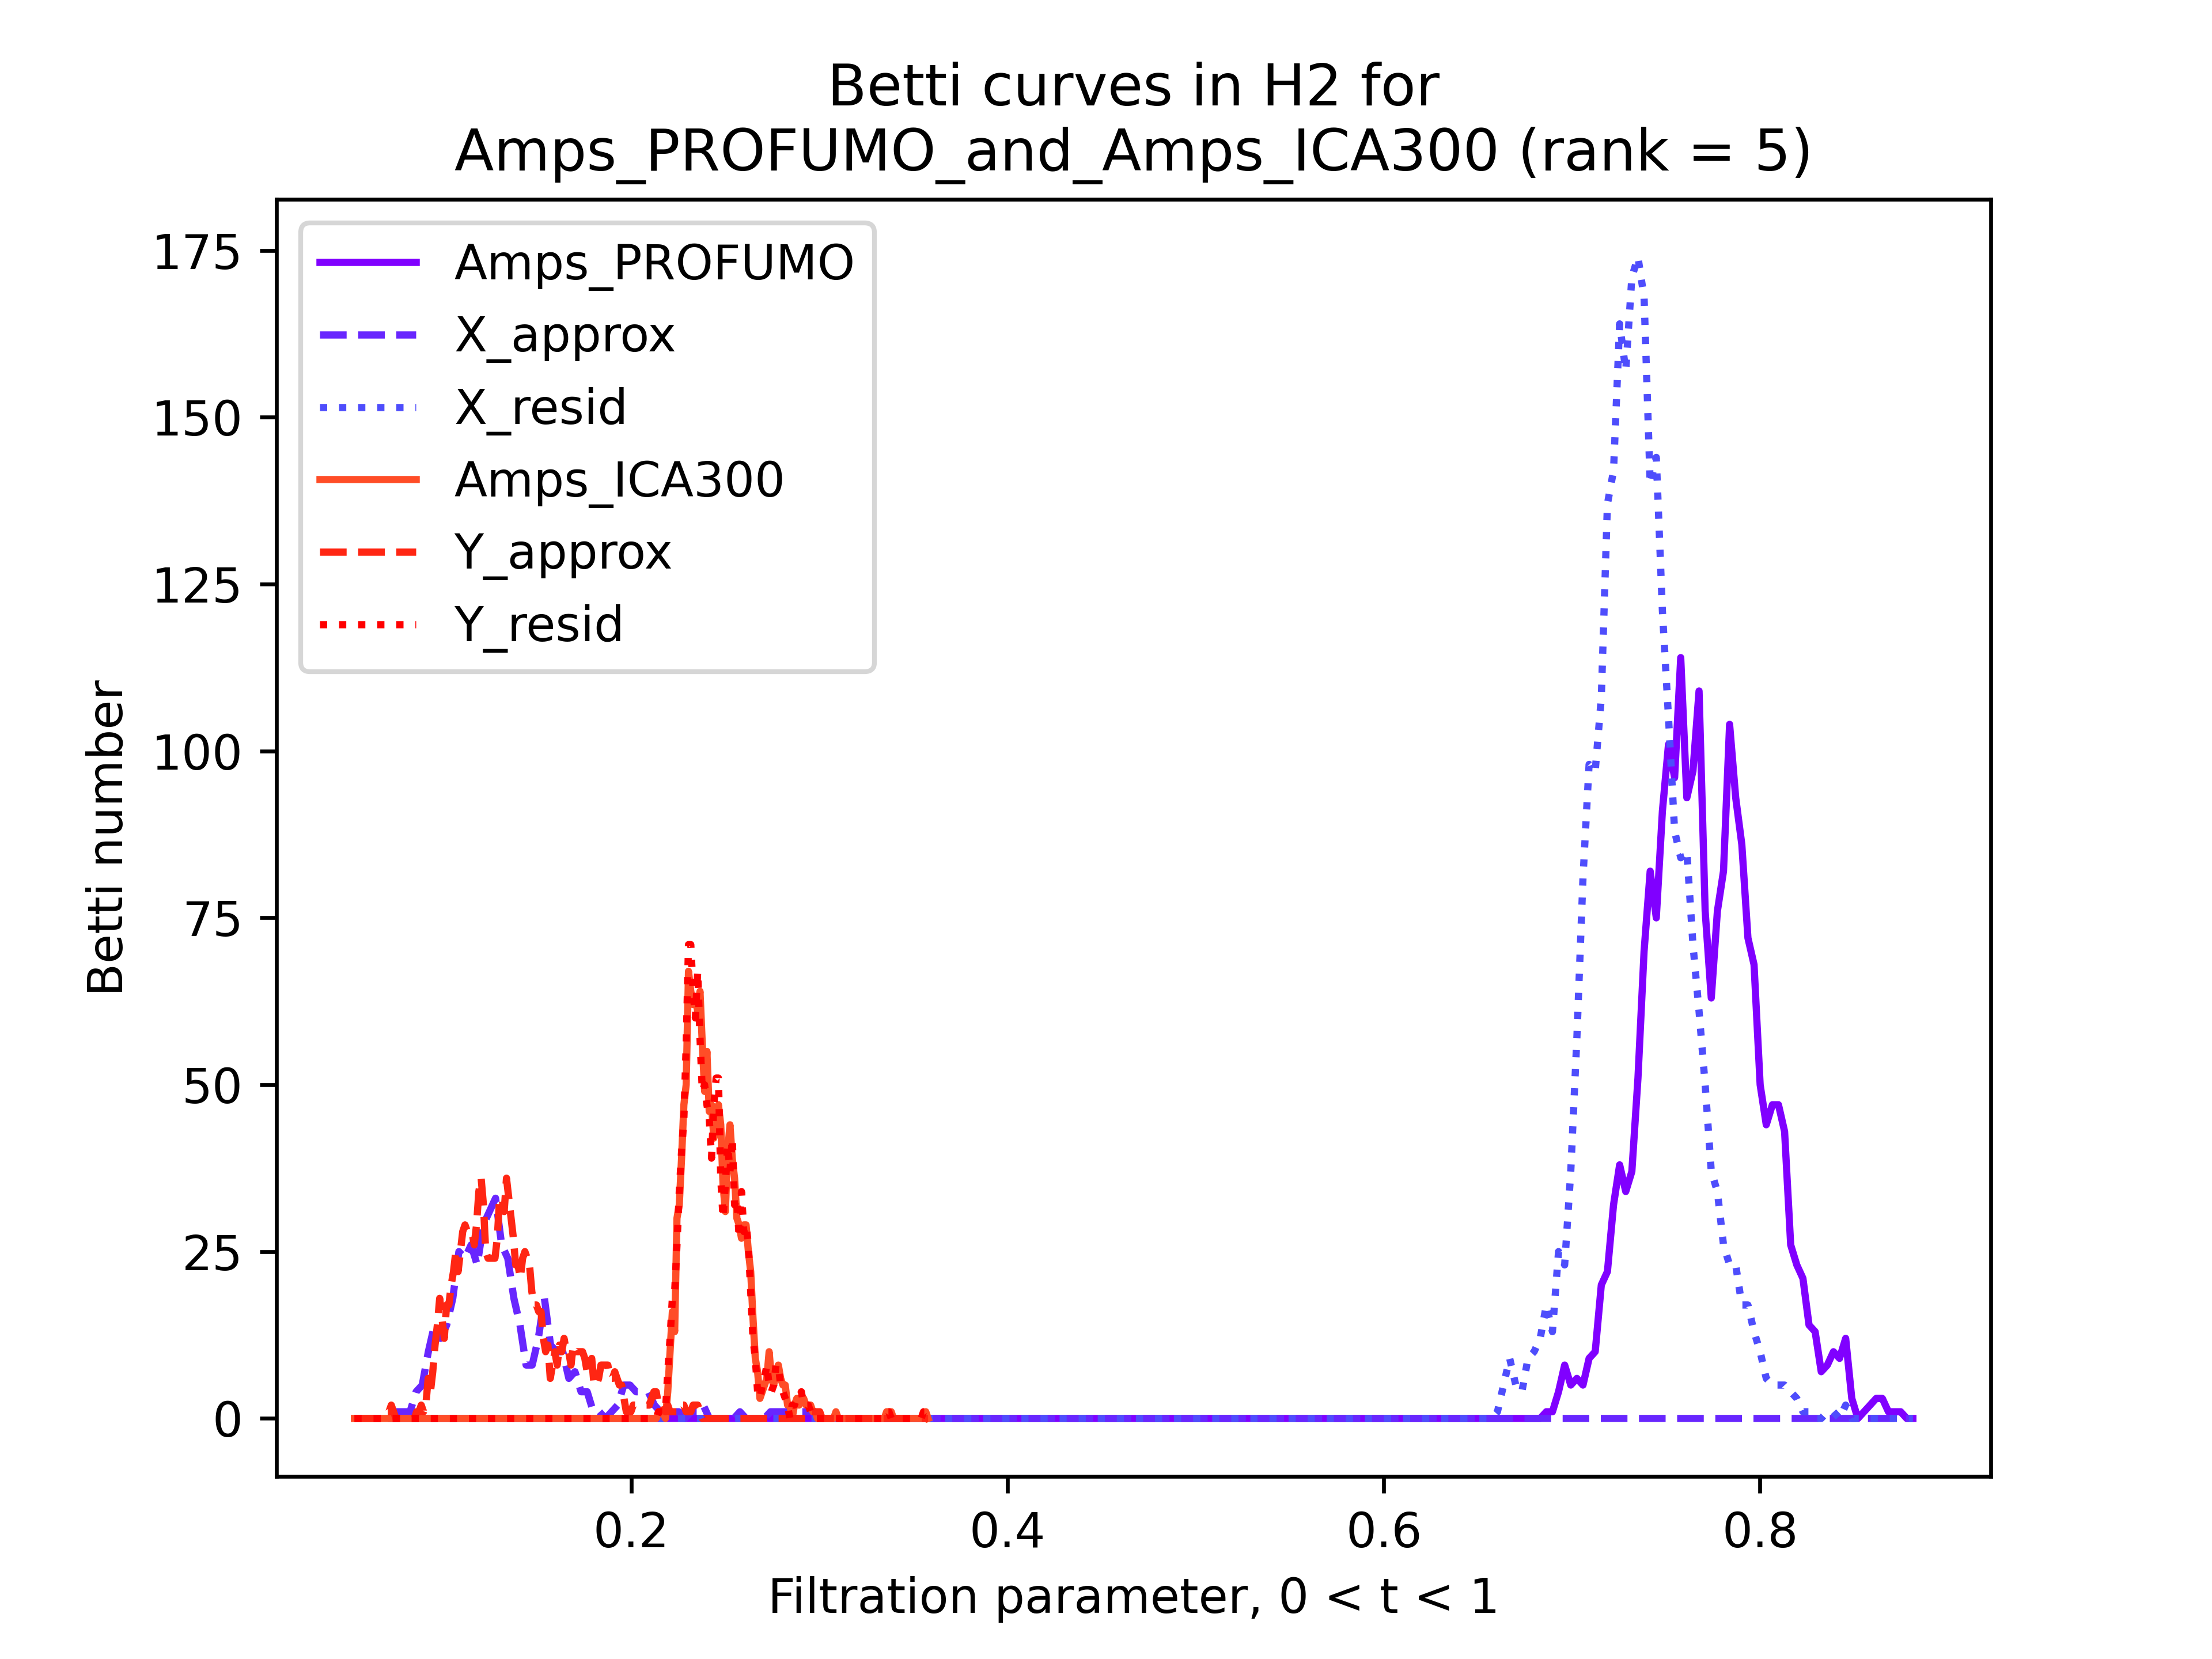 Betti curves in H2 for
Amps_PROFUMO_and_Amps_ICA300 (rank = 5)
Amps_PROFUMO
X_approx
X_resid
Amps_ICA300
Y_approx
Y_resid
Betti number
175
150
125
100
75
50
25
0
0.2 0.4 0.6 0.8
Filtration parameter, 0 < t < 1